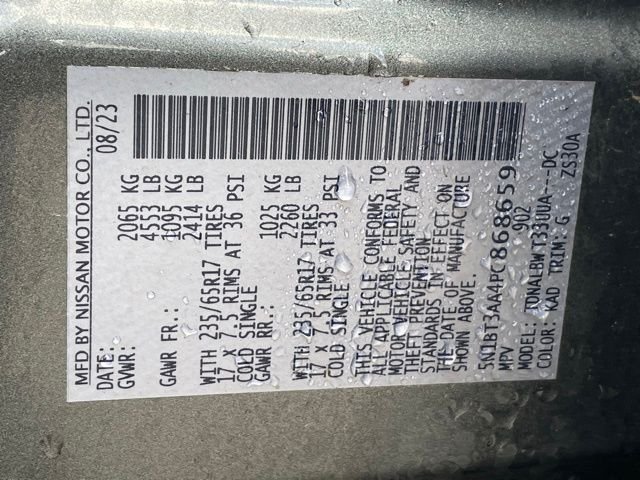 MFD BY NISSAN MOTOR CO., LTD.
DATE: 08/23
GVWR: 2065 KG
4553 LB
GAWR FR.: 1095 KG
2414 LB
WITH 235/65R17 TIRES
17 X 7.5 RIMS AT 36 PSI
COLD SINGLE
GAWR RR.: 1025 KG
2260 LB
WITH 235/65R17 TIRES
17 X 7.5 RIMS AT 33 PSI
COLD SINGLE
THIS VEHICLE CONFORMS TO
ALL APPLICABLE FEDERAL
MOTOR VEHICLE SAFETY AND
THEFT PREVENTION
STANDARDS IN EFFECT ON
THE DATE OF MANUFACTURE
SHOWN ABOVE.
5N1BT3AA4PC868659
MPV 902
MODEL: DC
COLOR: KAD TRIM: G ZS30A